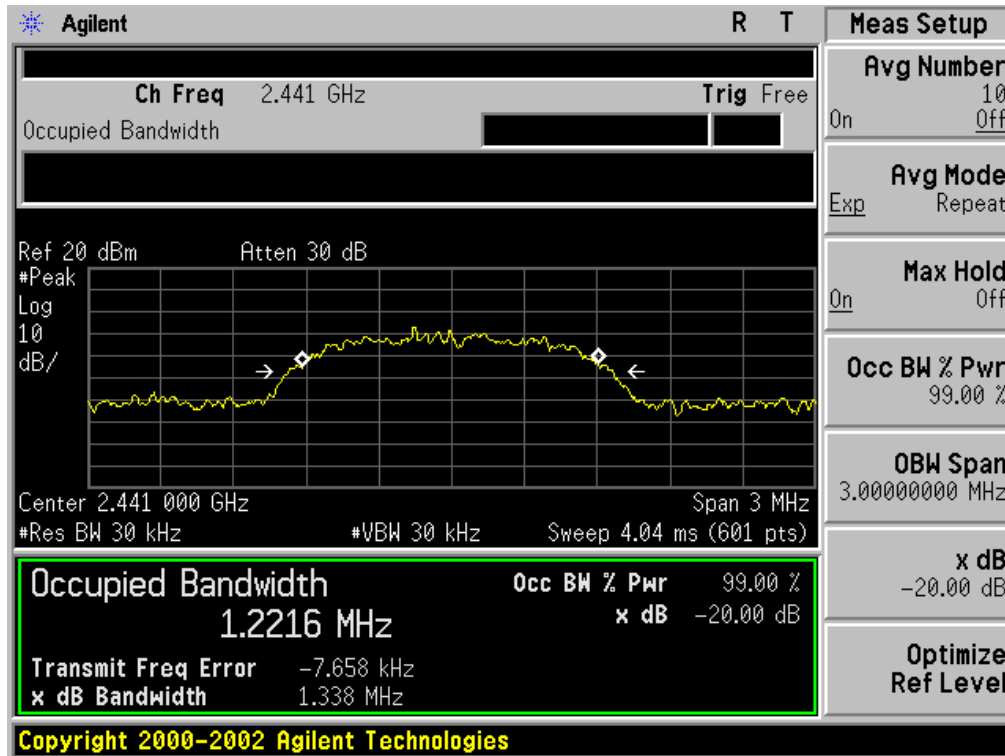 Agilent R T
Ch Freq 2.441 GHz Trig Free
Occupied Bandwidth
Ref 20 dBm Atten 30 dB
#Peak
Log
10
dB/
Center 2.441 000 GHz Span 3 MHz
#Res BW 30 kHz #VBW 30 kHz Sweep 4.04 ms (601 pts)
Occupied Bandwidth Occ BW % Pwr 99.00 %
1.2216 MHz x dB -20.00 dB
Transmit Freq Error -7.658 kHz
x dB Bandwidth 1.338 MHz
Copyright 2000-2002 Agilent Technologies
Meas Setup
Avg Number
10
On Off
Avg Mode
Exp Repeat
Max Hold
On Off
Occ BW % Pwr
99.00 %
OBW Span
3.00000000 MHz
x dB
-20.00 dB
Optimize
Ref Level